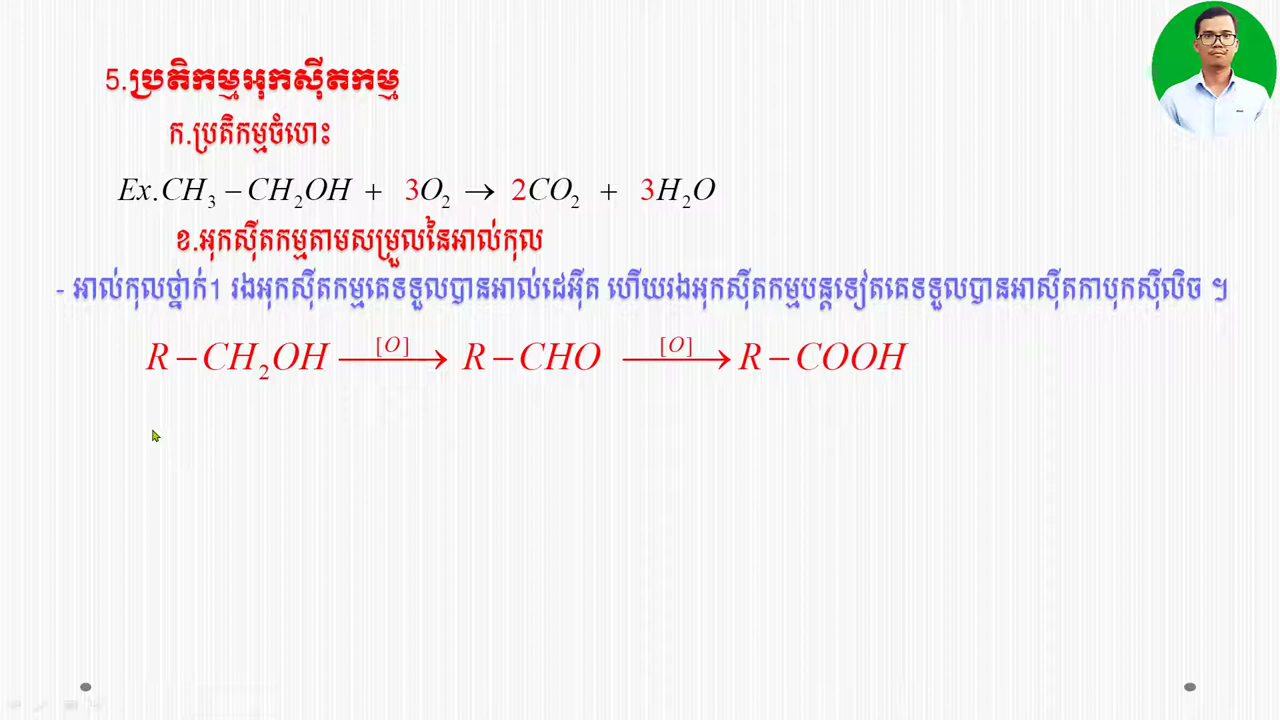 5.ប្រតិកម្មអុកស៊ីតកម្ម
ក.ប្រតិកម្មចំហេះ
Ex.CH₃ – CH₂OH + 3O₂ → 2CO₂ + 3H₂O
ខ.អុកស៊ីតកម្មតាមសម្រួលនៃអាល់កុល
- អាល់កុលថ្នាក់1 រងអុកស៊ីតកម្មគេទទួលបានអាល់ដេអ៊ីត ហើយរងអុកស៊ីតកម្មបន្តទៀតគេទទួលបានអាស៊ីតកាបុកស៊ីលិច ។
R – CH₂OH —[O]→ R – CHO —[O]→ R – COOH